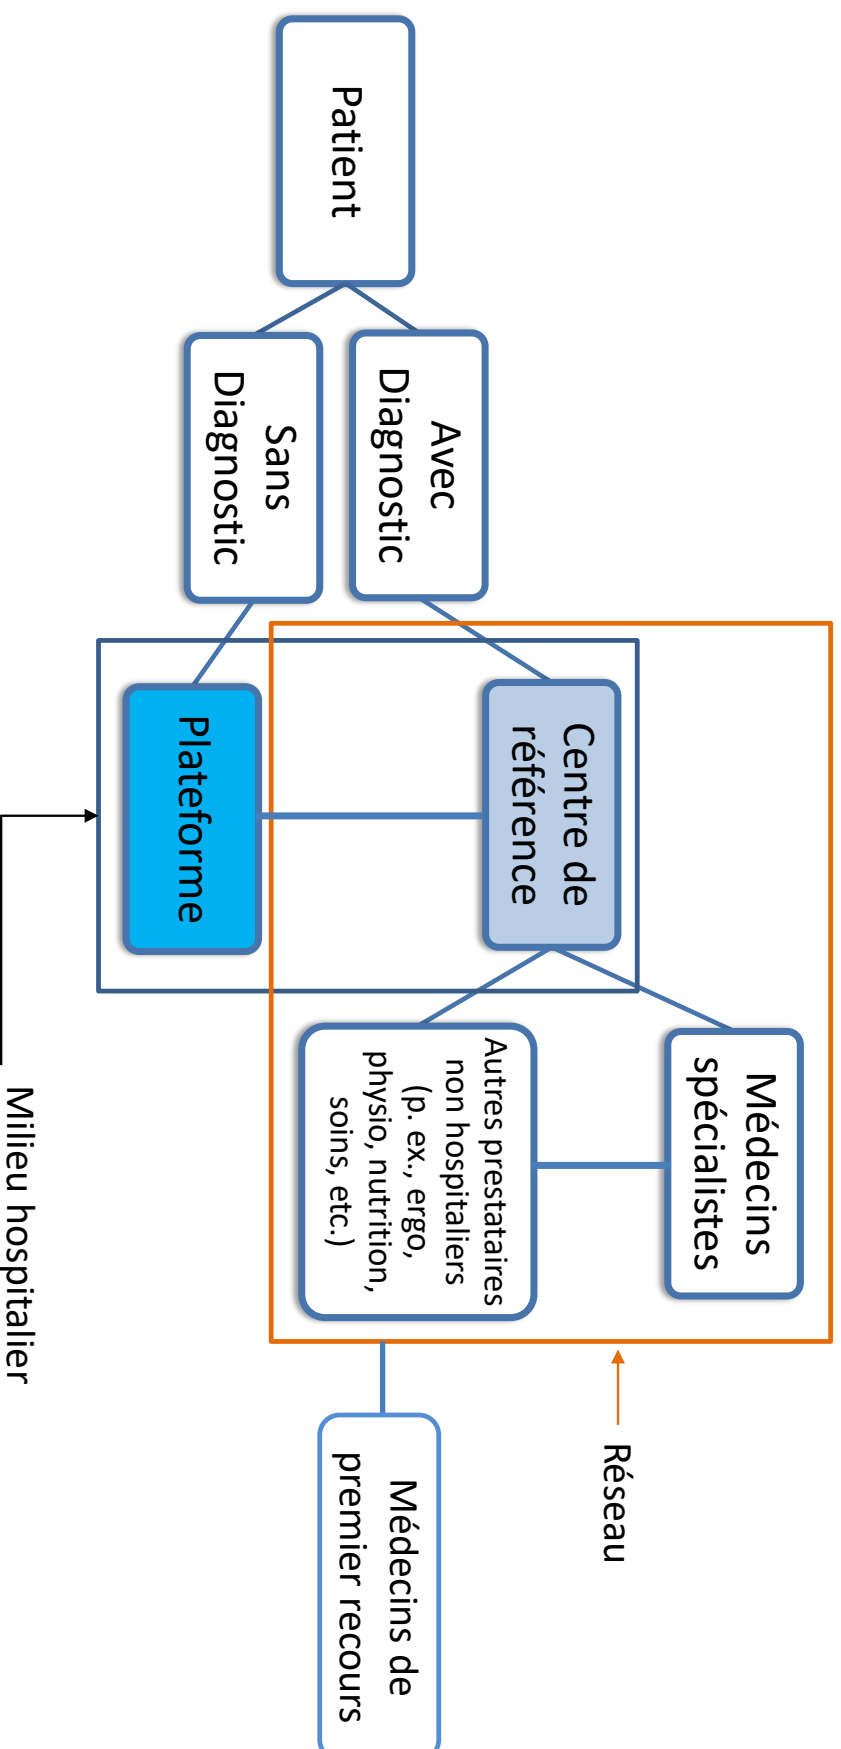 Patient
Avec
Diagnostic
Sans
Diagnostic
Centre de
référence
Plateforme
Médecins
spécialistes
Autres prestataires
non hospitaliers
(p. ex., ergo,
physio, nutrition,
soins, etc.)
Réseau
Médecins de
premier recours
Milieu hospitalier